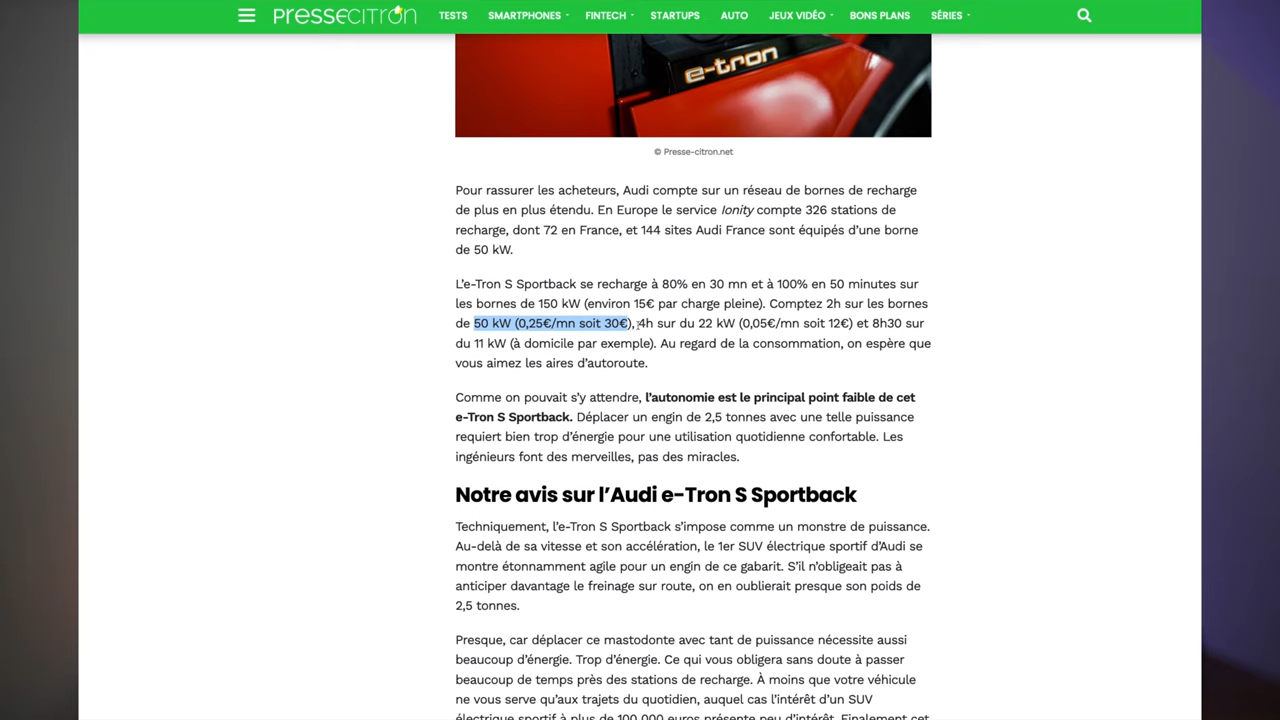 PRESSECITRON TESTS SMARTPHONES FINTECH STARTUPS AUTO JEUX VIDÉO BONS PLANS SÉRIES
e-tron
© Presse-citron.net
Pour rassurer les acheteurs, Audi compte sur un réseau de bornes de recharge
de plus en plus étendu. En Europe le service Ionity compte 326 stations de
recharge, dont 72 en France, et 144 sites Audi France sont équipés d’une borne
de 50 kW.
L’e-Tron S Sportback se recharge à 80% en 30 mn et à 100% en 50 minutes sur
les bornes de 150 kW (environ 15€ par charge pleine). Comptez 2h sur les bornes
de 50 kW (0,25€/mn soit 30€), 4h sur du 22 kW (0,05€/mn soit 12€) et 8h30 sur
du 11 kW (à domicile par exemple). Au regard de la consommation, on espère que
vous aimez les aires d’autoroute.
Comme on pouvait s’y attendre, l’autonomie est le principal point faible de cet
e-Tron S Sportback. Déplacer un engin de 2,5 tonnes avec une telle puissance
requiert bien trop d’énergie pour une utilisation quotidienne confortable. Les
ingénieurs font des merveilles, pas des miracles.
Notre avis sur l’Audi e-Tron S Sportback
Techniquement, l’e-Tron S Sportback s’impose comme un monstre de puissance.
Au-delà de sa vitesse et son accélération, le 1er SUV électrique sportif d’Audi se
montre étonnamment agile pour un engin de ce gabarit. S’il n’obligeait pas à
anticiper davantage le freinage sur route, on en oublierait presque son poids de
2,5 tonnes.
Presque, car déplacer ce mastodonte avec tant de puissance nécessite aussi
beaucoup d’énergie. Trop d’énergie. Ce qui vous obligera sans doute à passer
beaucoup de temps près des stations de recharge. À moins que votre véhicule
ne vous serve qu’aux trajets du quotidien, auquel cas l’intérêt d’un SUV
électrique sportif à plus de 100 000 euros présente peu d’intérêt. Finalement cet